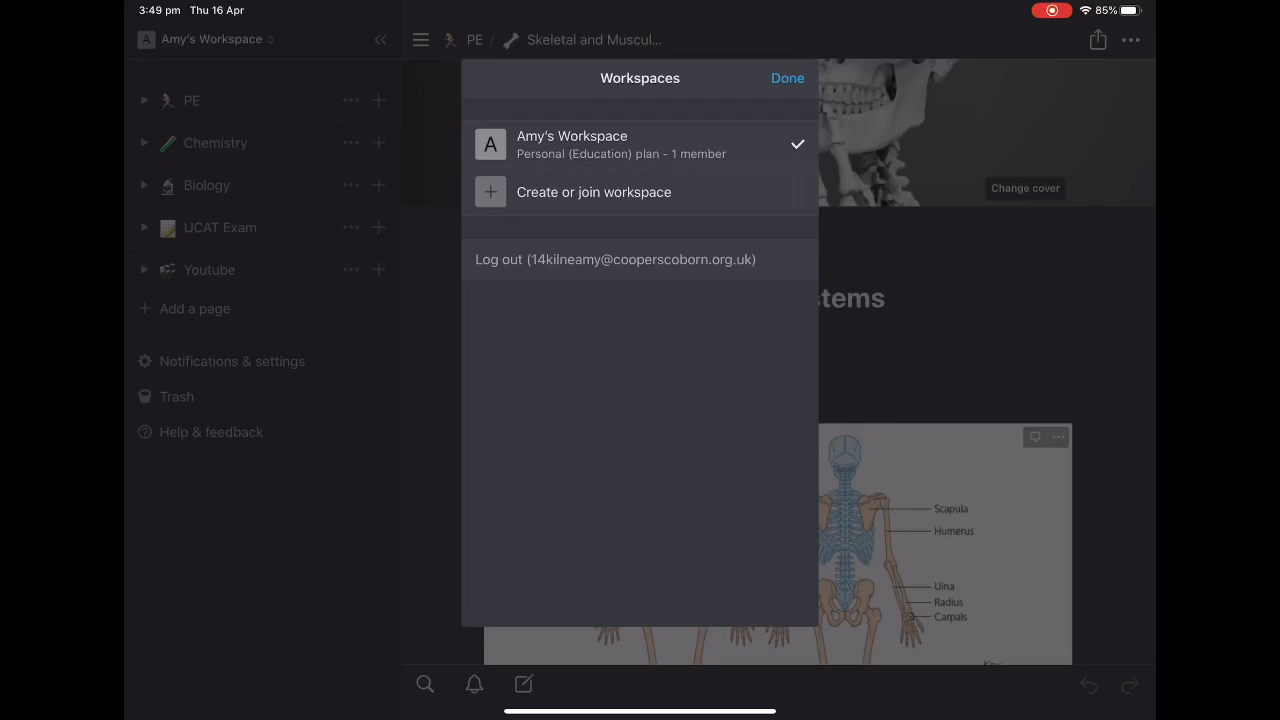 3:49 pm Thu 16 Apr
85%
A Amy's Workspace
PE / Skeletal and Muscul...
Workspaces
Done
A
Amy's Workspace
Personal (Education) plan - 1 member
Create or join workspace
Log out (14kilneamy@cooperscoborn.org.uk)
PE
Chemistry
Biology
UCAT Exam
Youtube
Add a page
Notifications & settings
Trash
Help & feedback
Change cover
stems
Scapula
Humerus
Ulna
Radius
Carpals